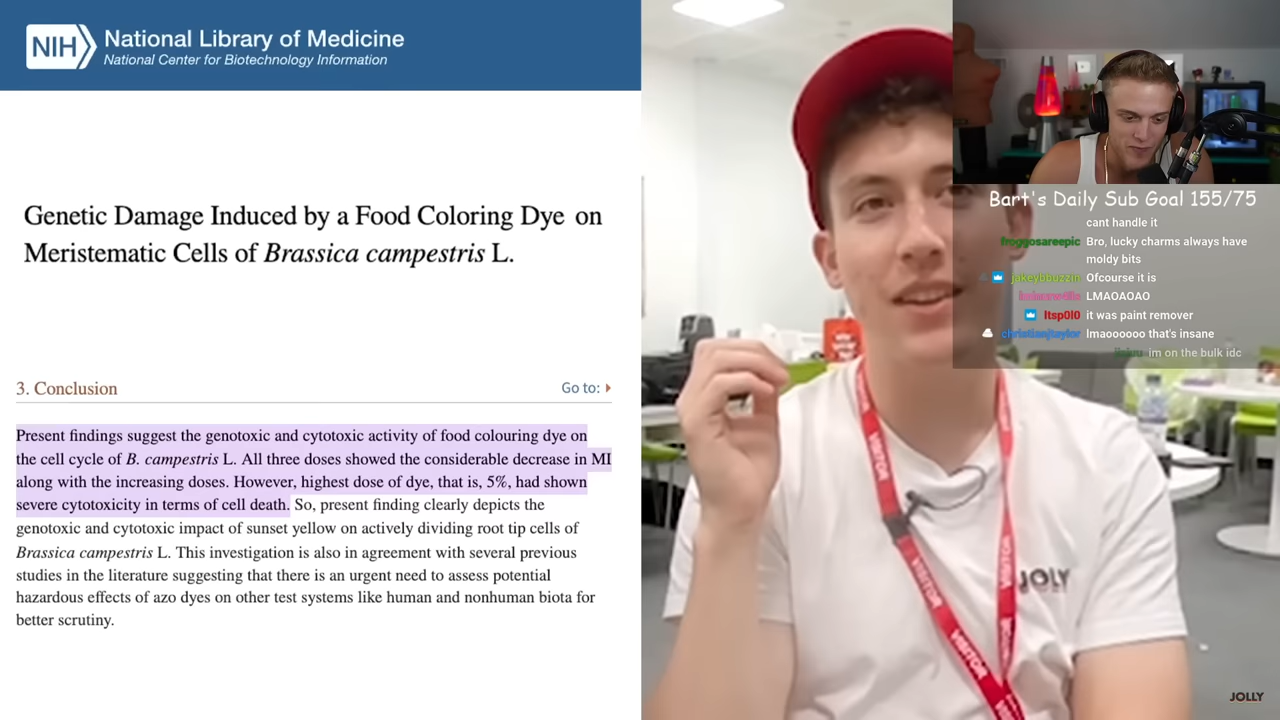 NIH
National Library of Medicine
National Center for Biotechnology Information
Genetic Damage Induced by a Food Coloring Dye on
Meristematic Cells of Brassica campestris L.
3. Conclusion
Go to:
Present findings suggest the genotoxic and cytotoxic activity of food colouring dye on
the cell cycle of B. campestris L. All three doses showed the considerable decrease in MI
along with the increasing doses. However, highest dose of dye, that is, 5%, had shown
severe cytotoxicity in terms of cell death. So, present finding clearly depicts the
genotoxic and cytotoxic impact of sunset yellow on actively dividing root tip cells of
Brassica campestris L. This investigation is also in agreement with several previous
studies in the literature suggesting that there is an urgent need to assess potential
hazardous effects of azo dyes on other test systems like human and nonhuman biota for
better scrutiny.
Bart's Daily Sub Goal 155/75
cant handle it
froggosareepic Bro, lucky charms always have
moldy bits
jakeybbuzzin Ofcourse it is
LMAOAOAO
ltsp0l0 it was paint remover
christianjtaylor lmaoooooo that's insane
im on the bulk idc
VISITOR
VISITOR
VISITOR
VISITOR
VISITOR
JOLLY
JOLLY